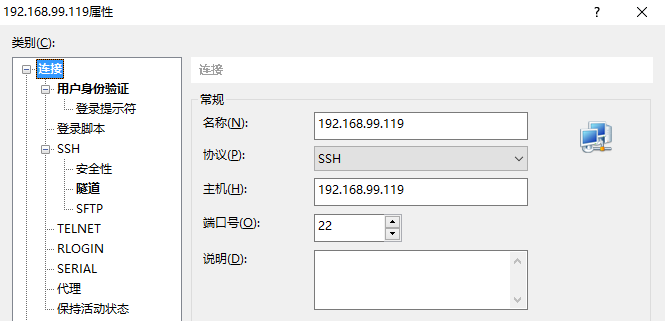 192.168.99.119属性
类别(C):
连接
用户身份验证
登录提示符
登录脚本
SSH
安全性
隧道
SFTP
TELNET
RLOGIN
SERIAL
代理
保持活动状态
连接
常规
名称(N):
192.168.99.119
协议(P):
SSH
主机(H):
192.168.99.119
端口号(O):
22
说明(D):